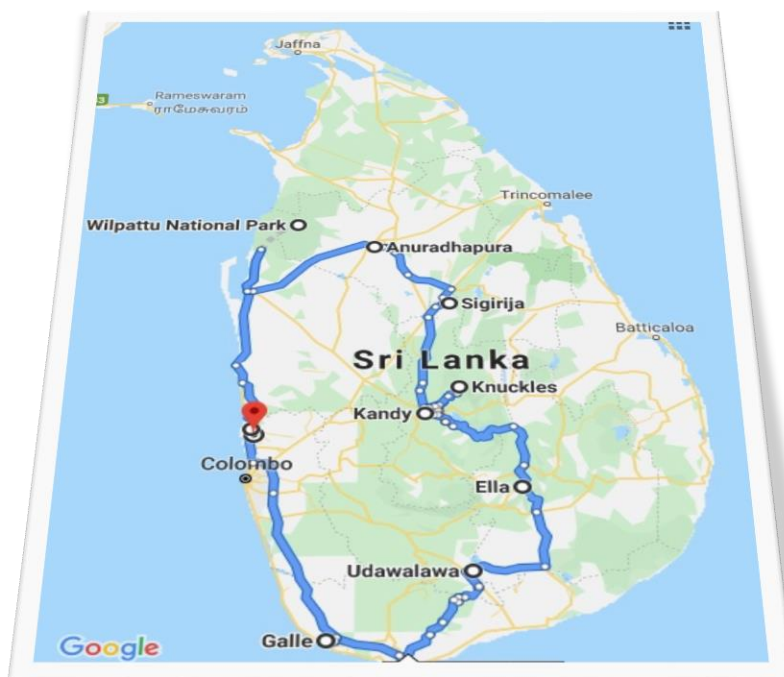 Jaffna
3
Rameswaram
ராமேசுவரம்
Trincomalee
Wilpattu National Park
Anuradhapura
Sigirija
Batticaloa
Sri Lanka
Knuckles
Kandy
Colombo
Ella
Udawalawa
Galle
Google